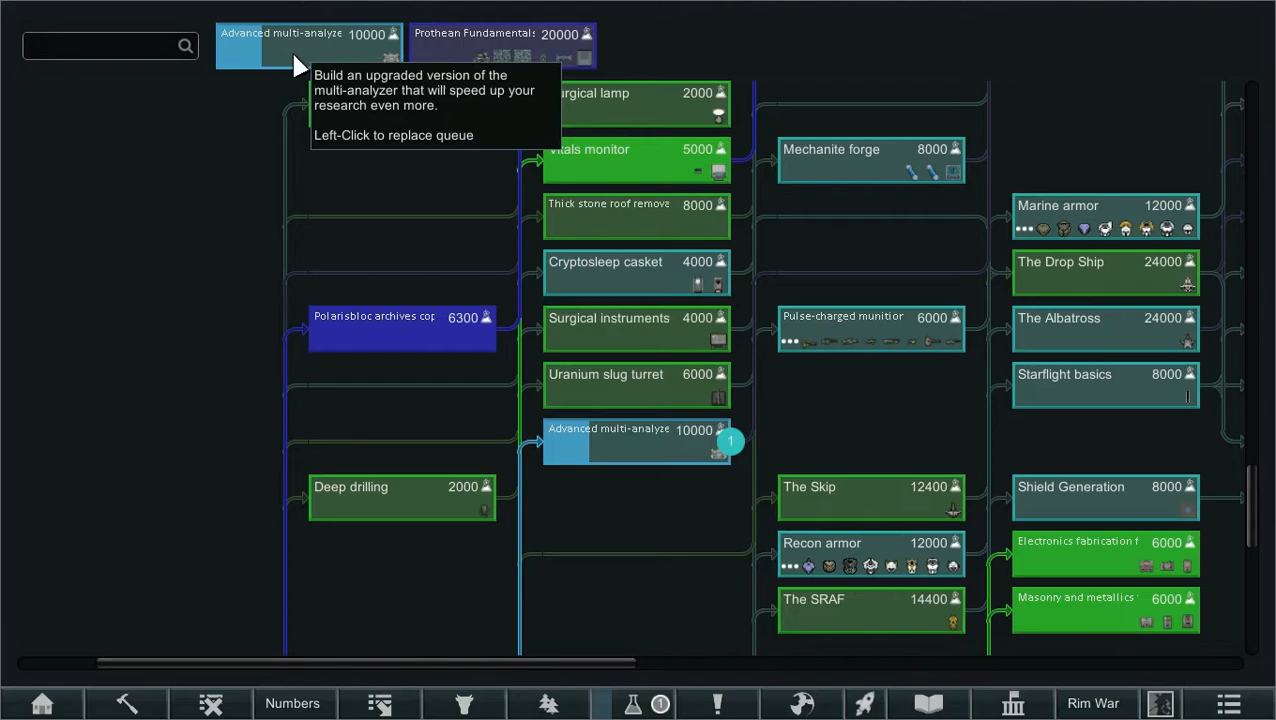 Advanced multi-analyze 10000
Prothean Fundamentals 20000
Build an upgraded version of the
multi-analyzer that will speed up your
research even more.
Left-Click to replace queue
urgical lamp 2000
Vitals monitor 5000
Mechanite forge 8000
Thick stone roof remova 8000
Marine armor 12000
Cryptosleep casket 4000
The Drop Ship 24000
Polarisbloc archives cop 6300
Surgical instruments 4000
Pulse-charged munition 6000
The Albatross 24000
Uranium slug turret 6000
Starflight basics 8000
Advanced multi-analyze 10000
1
Deep drilling 2000
The Skip 12400
Shield Generation 8000
Recon armor 12000
Electronics fabrication f 6000
The SRAF 14400
Masonry and metallics 6000
Numbers
1
Rim War